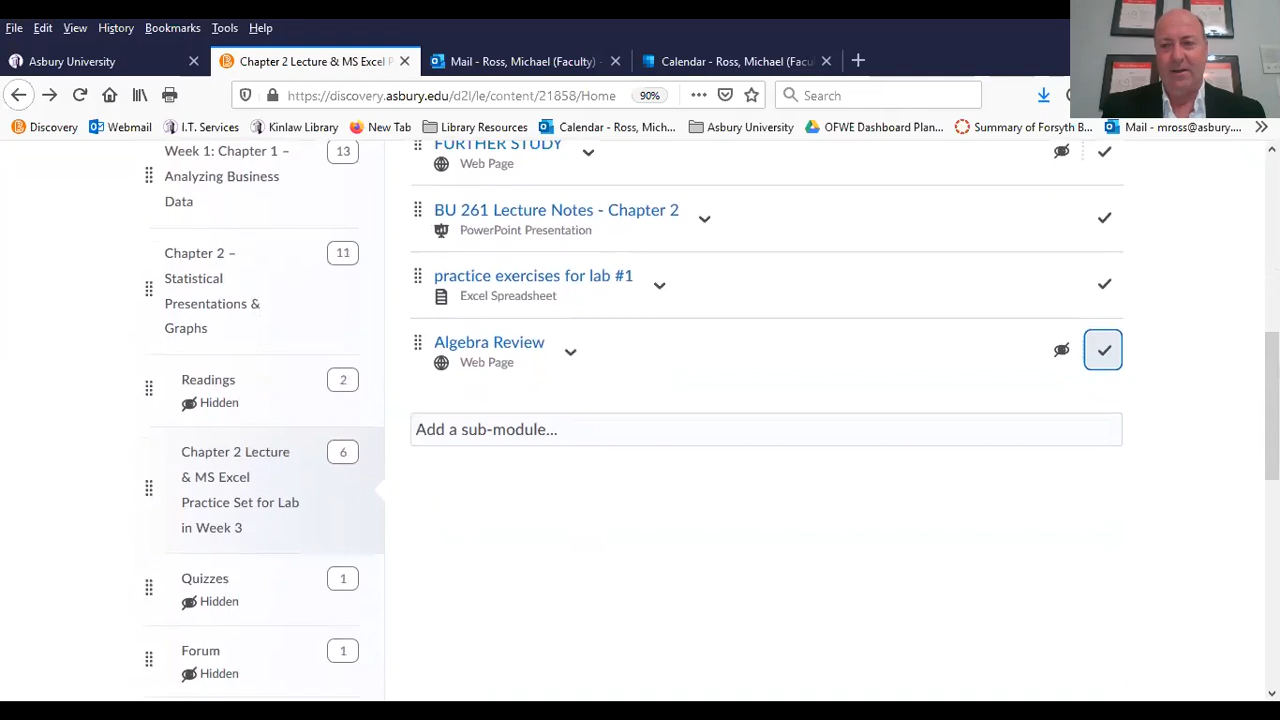 File Edit View History Bookmarks Tools Help
Asbury University
Chapter 2 Lecture & MS Excel P
Mail - Ross, Michael (Faculty) -
Calendar - Ross, Michael (Facu
https://discovery.asbury.edu/d2l/le/content/21858/Home
90%
Search
Discovery
Webmail
I.T. Services
Kinlaw Library
New Tab
Library Resources
Calendar - Ross, Mich...
Asbury University
OFWE Dashboard Plan...
Summary of Forsyth B...
Mail - mross@asbury....
Week 1: Chapter 1 –
Analyzing Business
Data
13
Chapter 2 –
Statistical
Presentations &
Graphs
11
Readings
Hidden
2
Chapter 2 Lecture
& MS Excel
Practice Set for Lab
in Week 3
6
Quizzes
Hidden
1
Forum
Hidden
1
FURTHER STUDY
Web Page
BU 261 Lecture Notes - Chapter 2
PowerPoint Presentation
practice exercises for lab #1
Excel Spreadsheet
Algebra Review
Web Page
Add a sub-module...